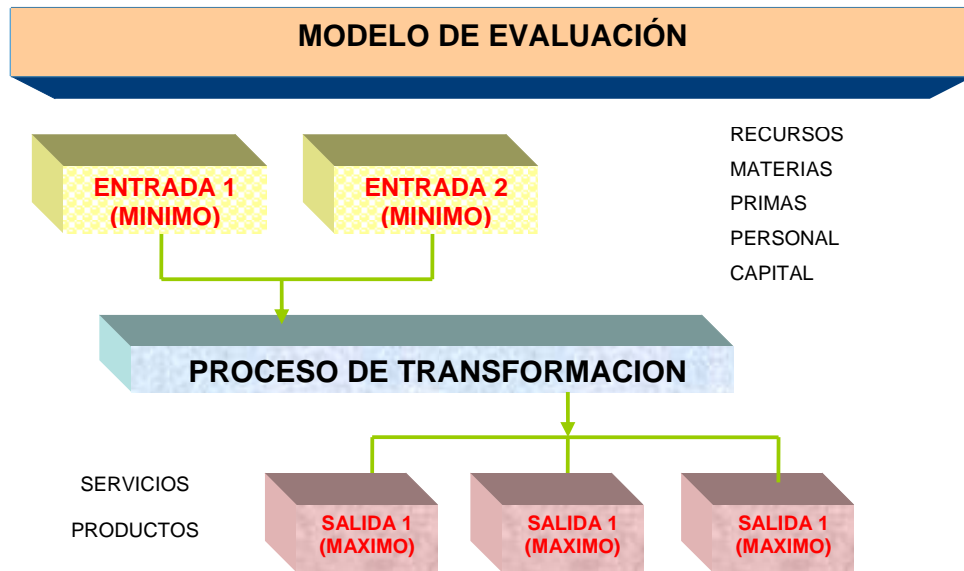 MODELO DE EVALUACIÓN
ENTRADA 1
(MINIMO)
ENTRADA 2
(MINIMO)
RECURSOS
MATERIAS
PRIMAS
PERSONAL
CAPITAL
PROCESO DE TRANSFORMACION
SERVICIOS
PRODUCTOS
SALIDA 1
(MAXIMO)
SALIDA 1
(MAXIMO)
SALIDA 1
(MAXIMO)